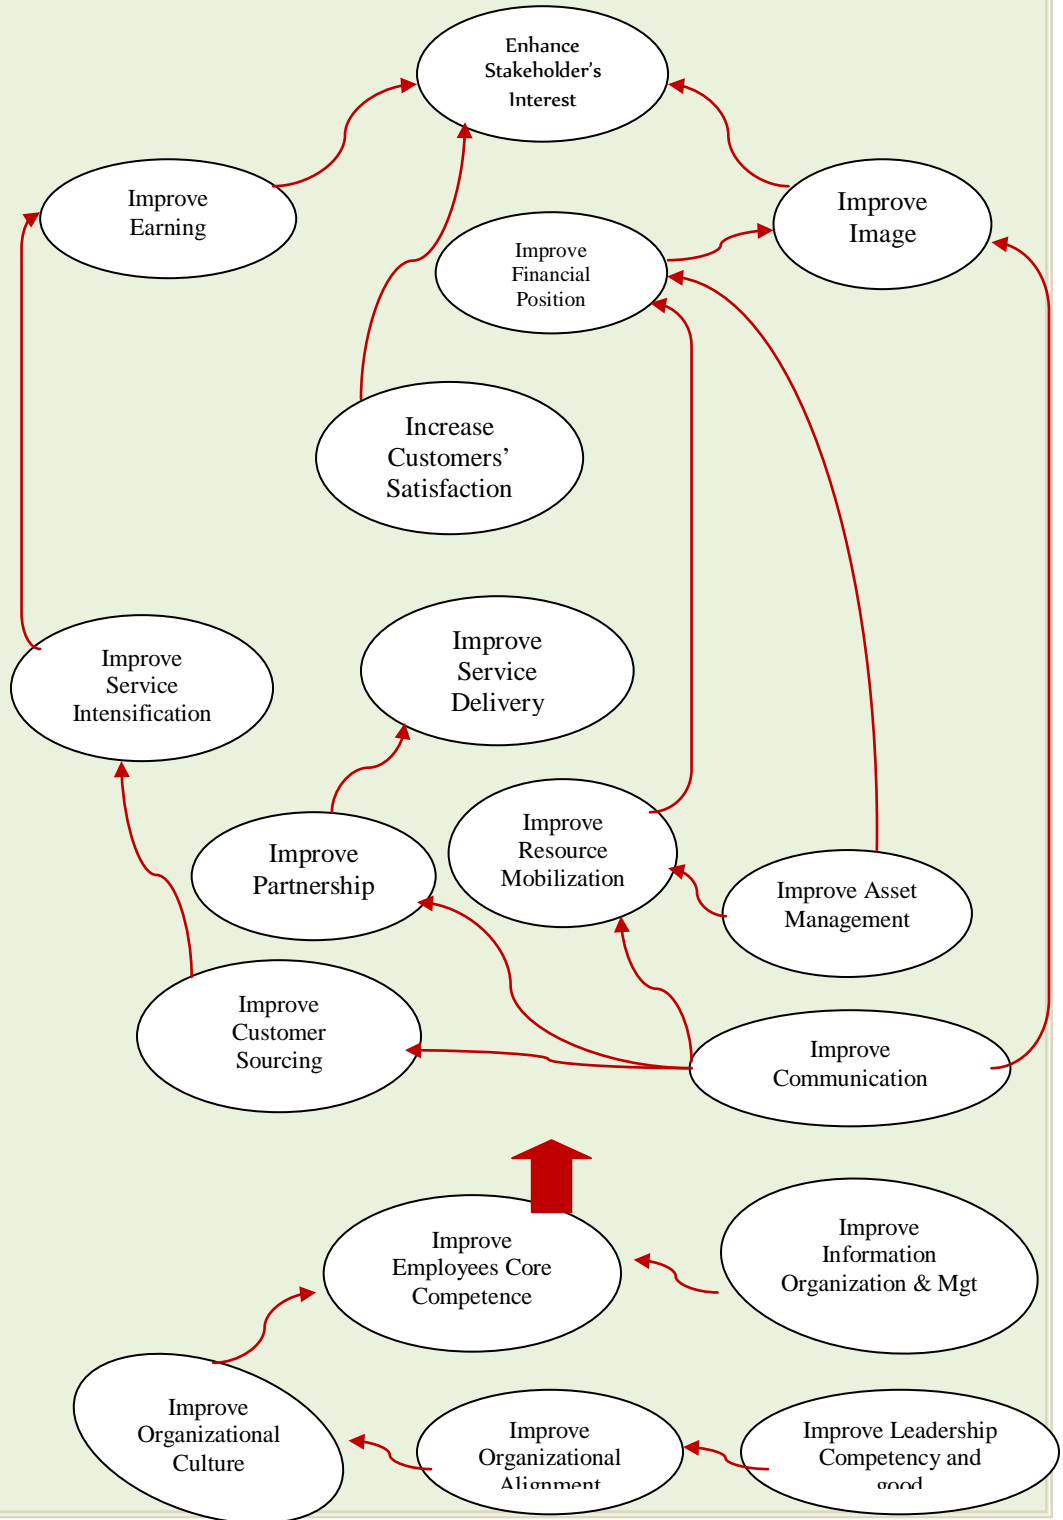 Enhance
Stakeholder's
Interest
Improve
Earning
Improve
Image
Improve
Financial
Position
Increase
Customers’
Satisfaction
Improve
Service
Intensification
Improve
Service
Delivery
Improve
Partnership
Improve
Resource
Mobilization
Improve Asset
Management
Improve
Customer
Sourcing
Improve
Communication
Improve
Employees Core
Competence
Improve
Information
Organization & Mgt
Improve
Organizational
Culture
Improve
Organizational
Alignment
Improve Leadership
Competency and
good